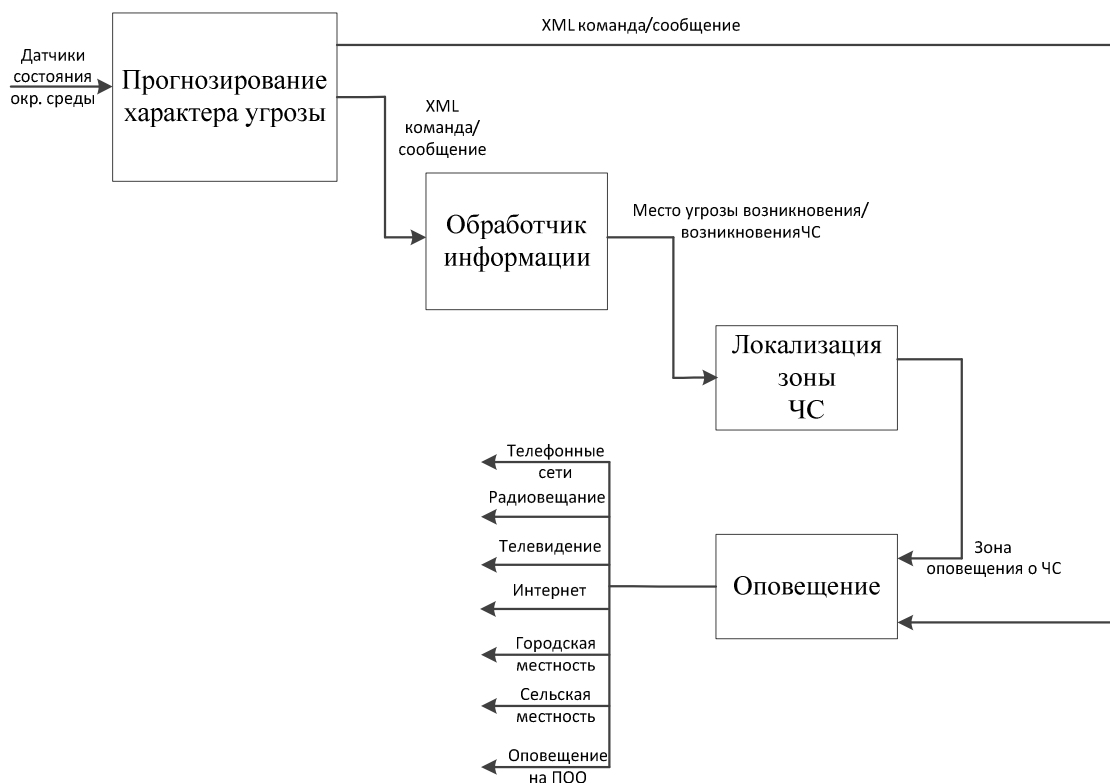 XML команда/сообщение
Датчики
состояния
окр. среды
Прогнозирование
характера угрозы
XML
команда/
сообщение
Обработчик
информации
Место угрозы возникновения/
возникновенияЧС
Локализация
зоны
ЧС
Телефонные
сети
Радиовещание
Телевидение
Интернет
Городская
местность
Сельская
местность
Оповещение
на ПОО
Оповещение
Зона
оповещения о ЧС